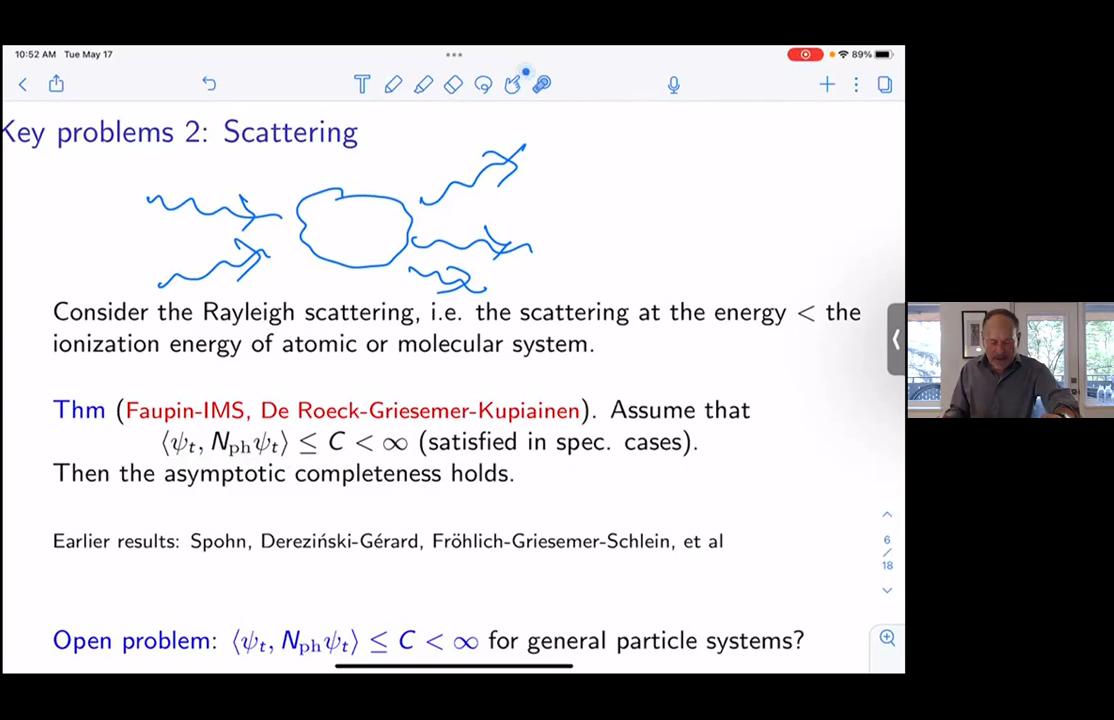 10:52 AM Tue May 17
89%
Key problems 2: Scattering
Consider the Rayleigh scattering, i.e. the scattering at the energy < the
ionization energy of atomic or molecular system.
Thm (Faupin-IMS, De Roeck-Griesemer-Kupiainen). Assume that
⟨ψ_t, N_ph ψ_t⟩ ≤ C < ∞ (satisfied in spec. cases).
Then the asymptotic completeness holds.
Earlier results: Spohn, Dereziński-Gérard, Fröhlich-Griesemer-Schlein, et al
6
/
18
Open problem: ⟨ψ_t, N_ph ψ_t⟩ ≤ C < ∞ for general particle systems?